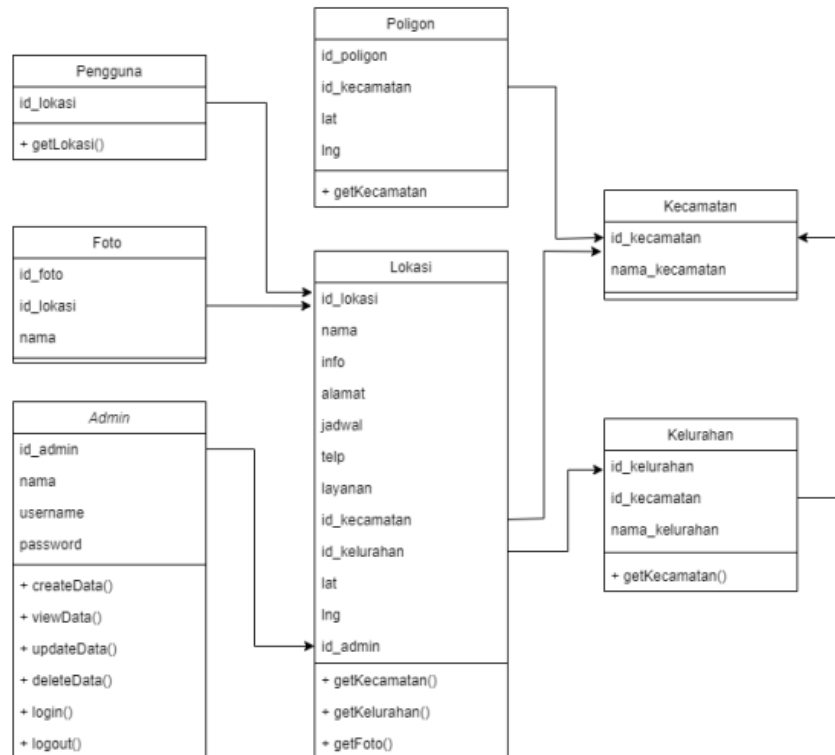 Pengguna
id_lokasi
+ getLokasi()
Foto
id_foto
id_lokasi
nama
Admin
id_admin
nama
username
password
+ createData()
+ viewData()
+ updateData()
+ deleteData()
+ login()
+ logout()
Poligon
id_poligon
id_kecamatan
lat
lng
+ getKecamatan
Lokasi
id_lokasi
nama
info
alamat
jadwal
telp
layanan
id_kecamatan
id_kelurahan
lat
lng
id_admin
+ getKecamatan()
+ getKelurahan()
+ getFoto()
Kecamatan
id_kecamatan
nama_kecamatan
Kelurahan
id_kelurahan
id_kecamatan
nama_kelurahan
+ getKecamatan()